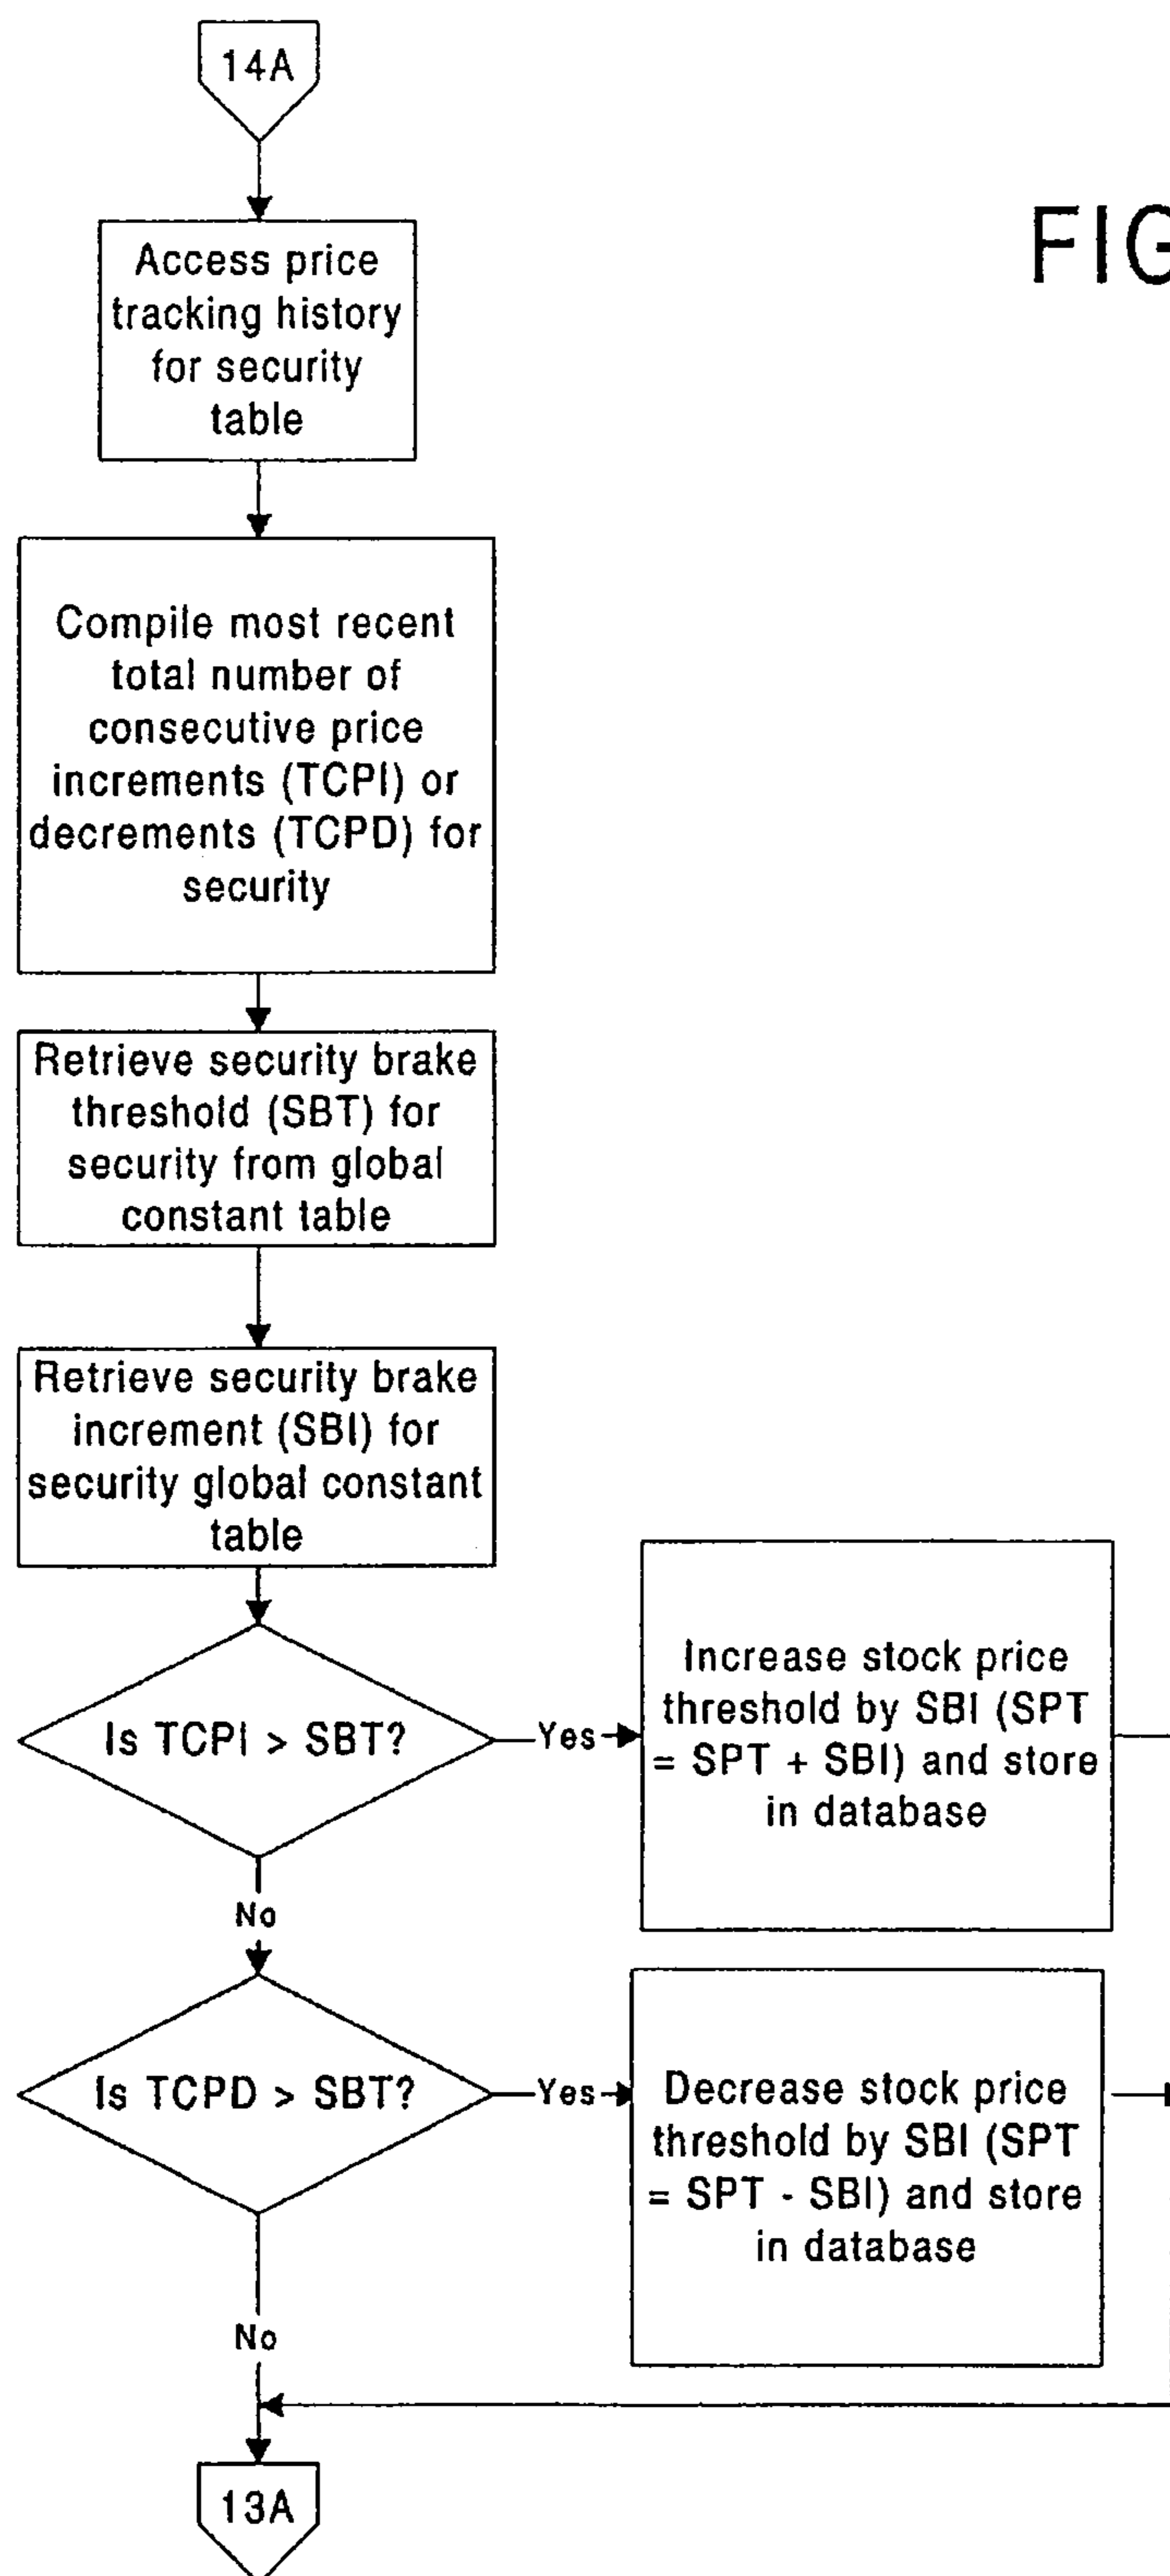 14A
FIG
Access price
tracking history
for security
table
Compile most recent
total number of
consecutive price
increments (TCPI) or
decrements (TCPD) for
security
Retrieve security brake
threshold (SBT) for
security from global
constant table
Retrieve security brake
increment (SBI) for
security global constant
table
Is TCPI > SBT?
Yes
Increase stock price
threshold by SBI (SPT
= SPT + SBI) and store
in database
No
Is TCPD > SBT?
Yes
Decrease stock price
threshold by SBI (SPT
= SPT - SBI) and store
in database
No
13A